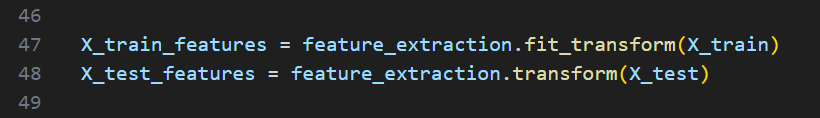 46
47 X_train_features = feature_extraction.fit_transform(X_train)
48 X_test_features = feature_extraction.transform(X_test)
49